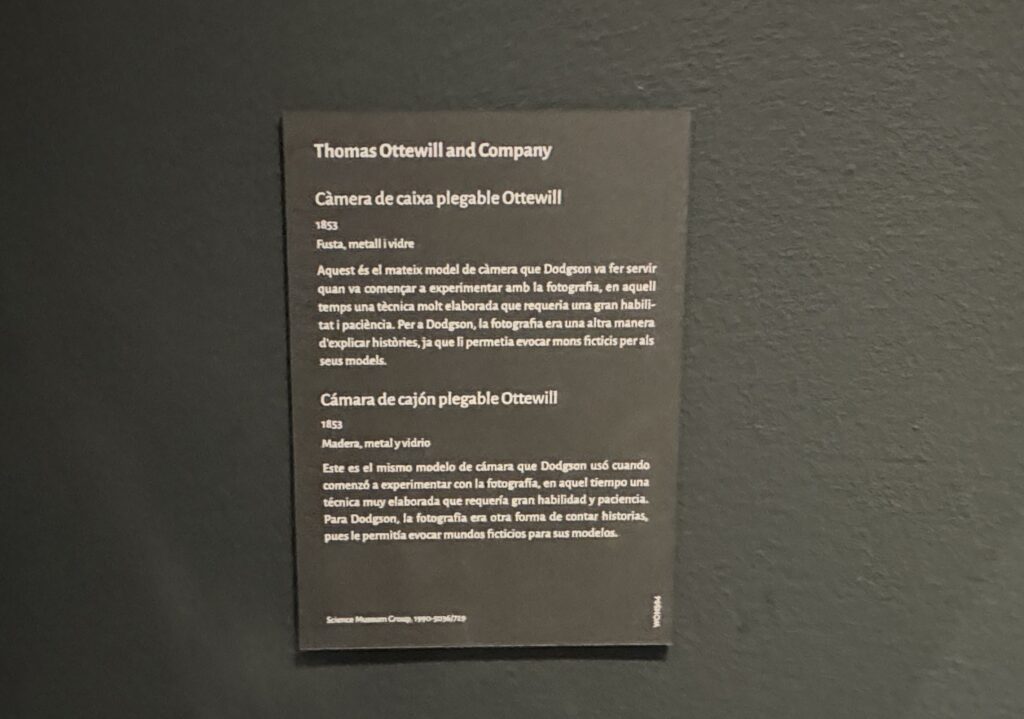 Thomas Ottewill and Company
Càmera de caixa plegable Ottewill
1853
Fusta, metall i vidre
Aquest és el mateix model de càmera que Dodgson va fer servir
quan va començar a experimentar amb la fotografia, en aquell
temps una tècnica molt elaborada que requeria una gran habili-
tat i paciència. Per a Dodgson, la fotografia era una altra manera
d'explicar històries, ja que li permetia evocar mons ficticis per als
seus models.
Cámara de cajón plegable Ottewill
1853
Madera, metal y vidrio
Este es el mismo modelo de cámara que Dodgson usó cuando
comenzó a experimentar con la fotografía, en aquel tiempo una
técnica muy elaborada que requería gran habilidad y paciencia.
Para Dodgson, la fotografía era otra forma de contar historias,
pues le permitía evocar mundos ficticios para sus modelos.
Science Museum Group, 1990-5036/729